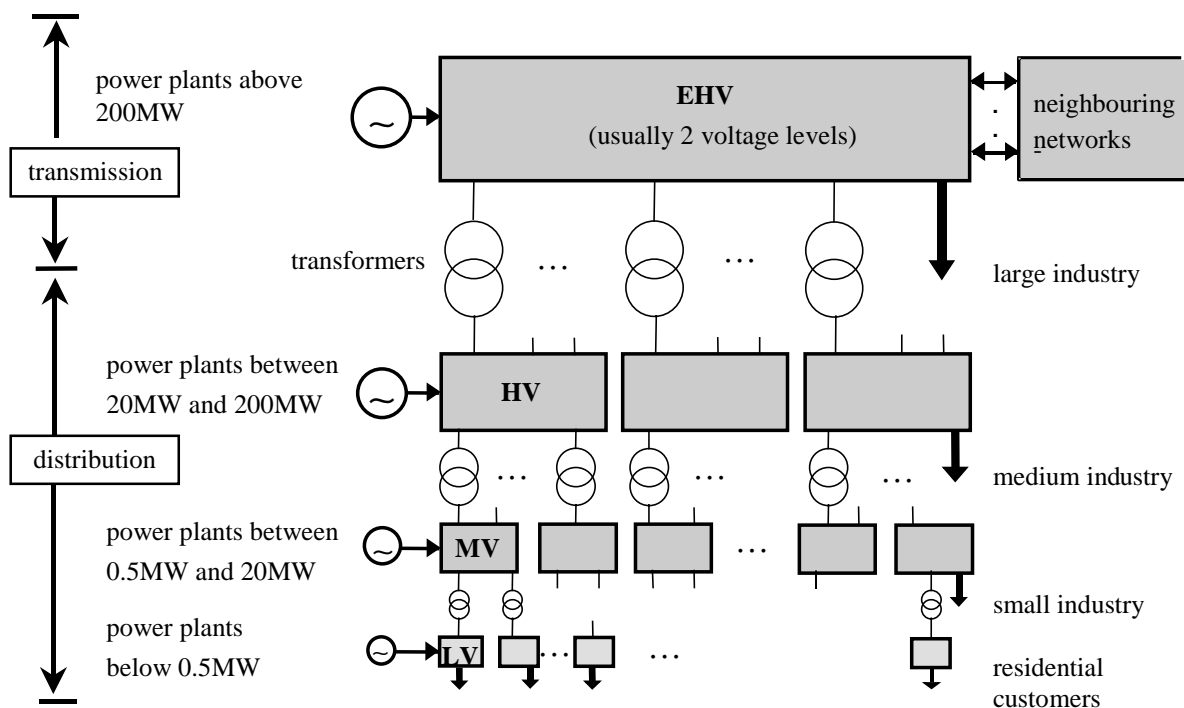 power plants above
200MW
transmission
~
EHV
(usually 2 voltage levels)
neighbouring
networks
transformers
...
...
large industry
power plants between
20MW and 200MW
~
HV
distribution
...
...
...
medium industry
power plants between
0.5MW and 20MW
~
MV
...
small industry
power plants
below 0.5MW
~
LV
...
...
residential
customers